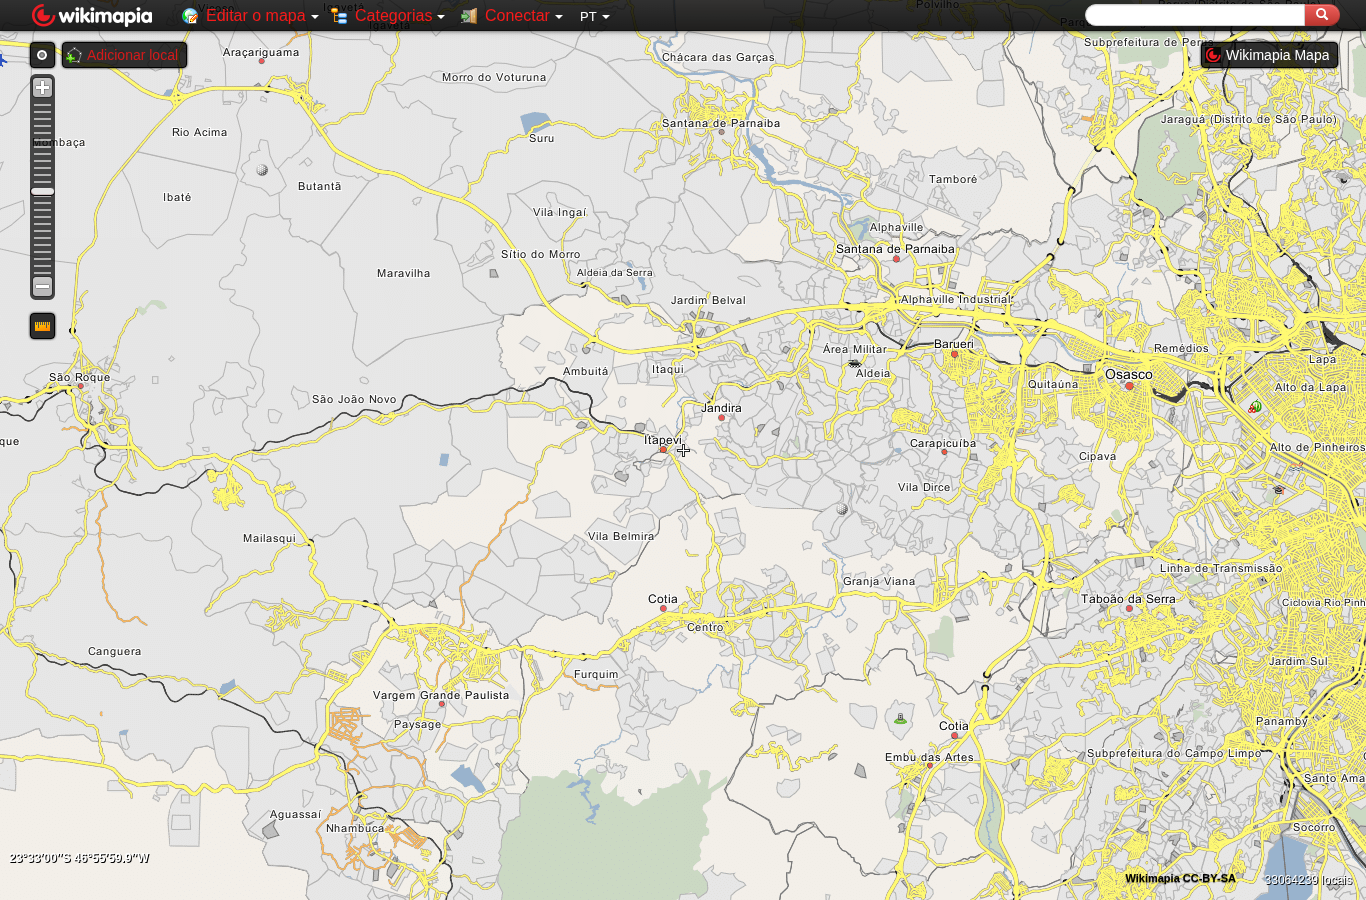 wikimapia
Editar o mapa
Categorias
Conectar
PT
Polvilho
Subprefeitura de Perus
Adicionar local
Araçariguama
Chácara das Garças
Wikimapia Mapa
Morro do Voturuna
Mombaça
Rio Acima
Suru
Santana de Parnaiba
Jaraguá (Distrito de São Paulo)
Ibaté
Butantã
Tamboré
Vila Ingaí
Alphaville
Sítio do Morro
Santana de Parnaiba
Maravilha
Aldeia da Serra
Jardim Belval
Alphaville Industrial
Área Militar
Barueri
Remédios
Lapa
São Roque
Ambuitá
Itaqui
Aldeia
Osasco
Quitaúna
Alto da Lapa
São João Novo
Jandira
que
Itapevi
Carapicuíba
Cipava
Alto de Pinheiros
Vila Dirce
Mailasqui
Vila Belmira
Granja Viana
Linha de Transmissão
Cotia
Taboão da Serra
Ciclovia Rio Pinh
Centro
Canguera
Furquim
Jardim Sul
Vargem Grande Paulista
Paysage
Cotia
Panamby
Embu das Artes
Subprefeitura do Campo Limpo
Santo Ama
Aguassaí
Nhambuca
Socorro
23°33'00"S 46°55'59.9"W
Wikimapia CC-BY-SA
33064239 locais